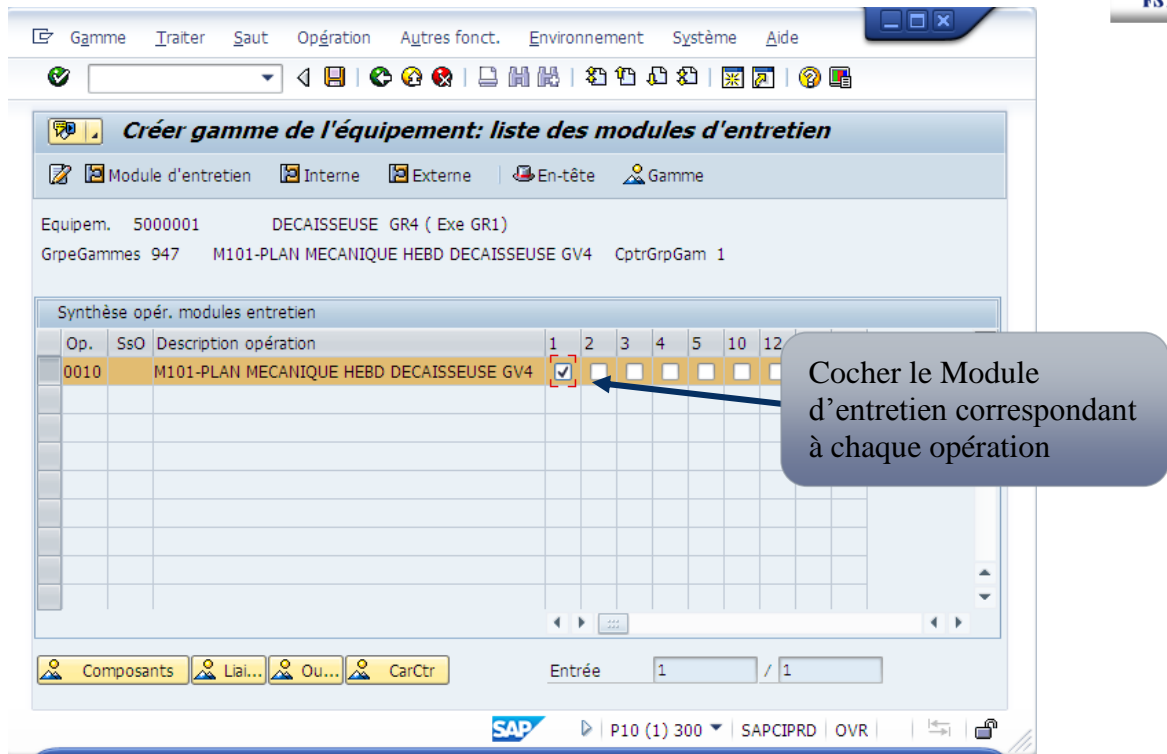 FS
Gamme Traiter Saut Opération Autres fonct. Environnement Système Aide
Créer gamme de l'équipement: liste des modules d'entretien
Module d'entretien Interne Externe En-tête Gamme
Equipem. 5000001 DECAISSEUSE GR4 ( Exe GR1)
GrpeGammes 947 M101-PLAN MECANIQUE HEBD DECAISSEUSE GV4 CptrGrpGam 1
Synthèse opér. modules entretien
Op. SsO Description opération 1 2 3 4 5 10 12
0010 M101-PLAN MECANIQUE HEBD DECAISSEUSE GV4
Cocher le Module
d’entretien correspondant
à chaque opération
Composants Liai... Ou... CarCtr Entrée 1 / 1
SAP P10 (1) 300 SAPCIPRD OVR